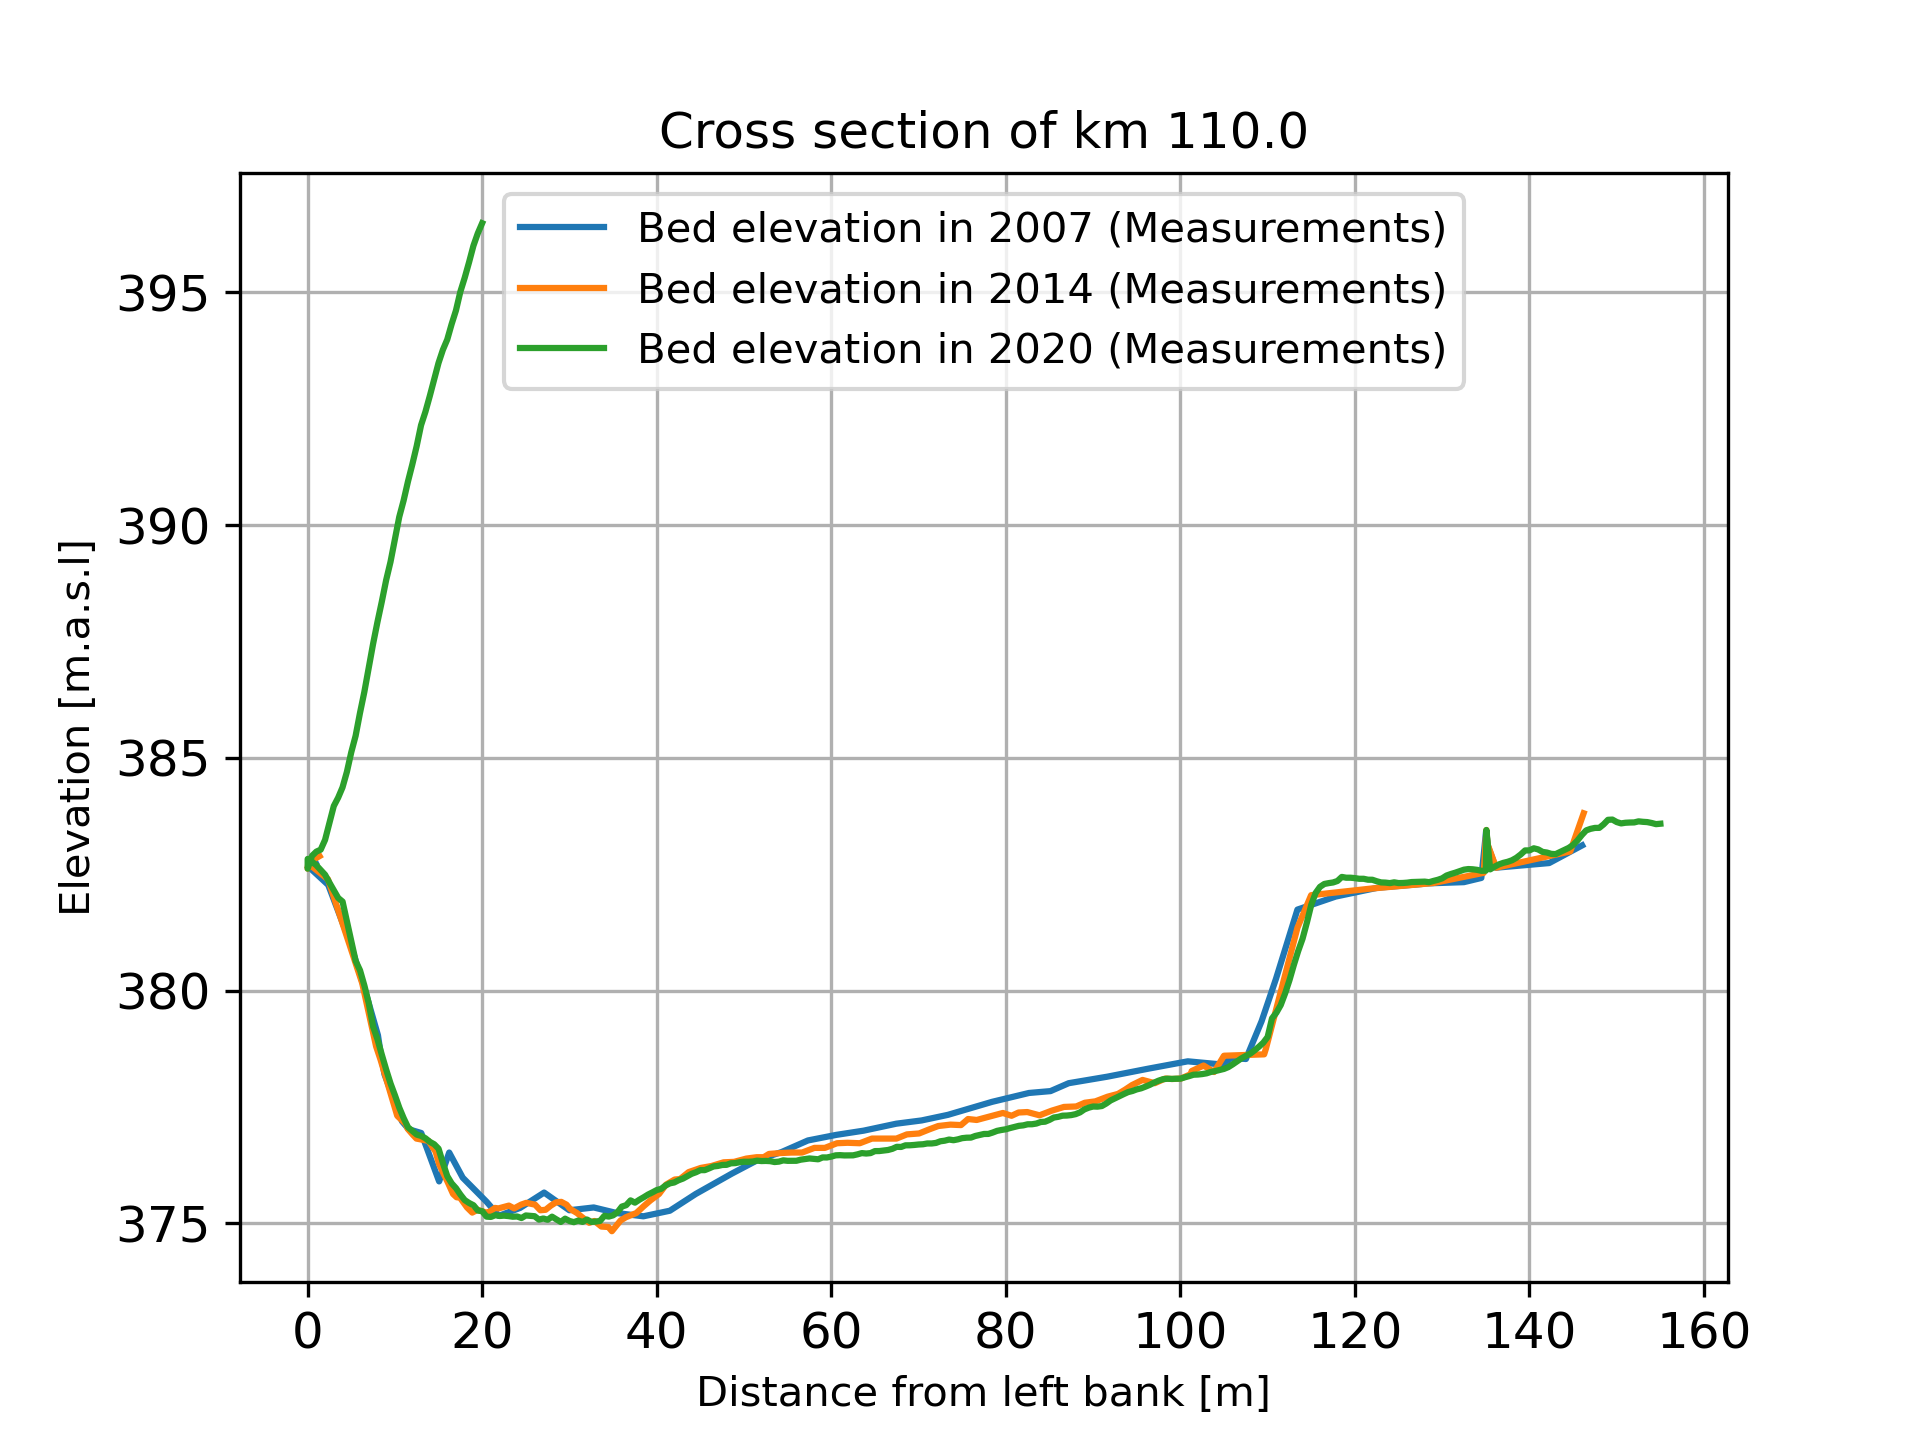 Cross section of km 110.0
Bed elevation in 2007 (Measurements)
Bed elevation in 2014 (Measurements)
Bed elevation in 2020 (Measurements)
Elevation [m.a.s.l]
395
390
385
380
375
0 20 40 60 80 100 120 140 160
Distance from left bank [m]